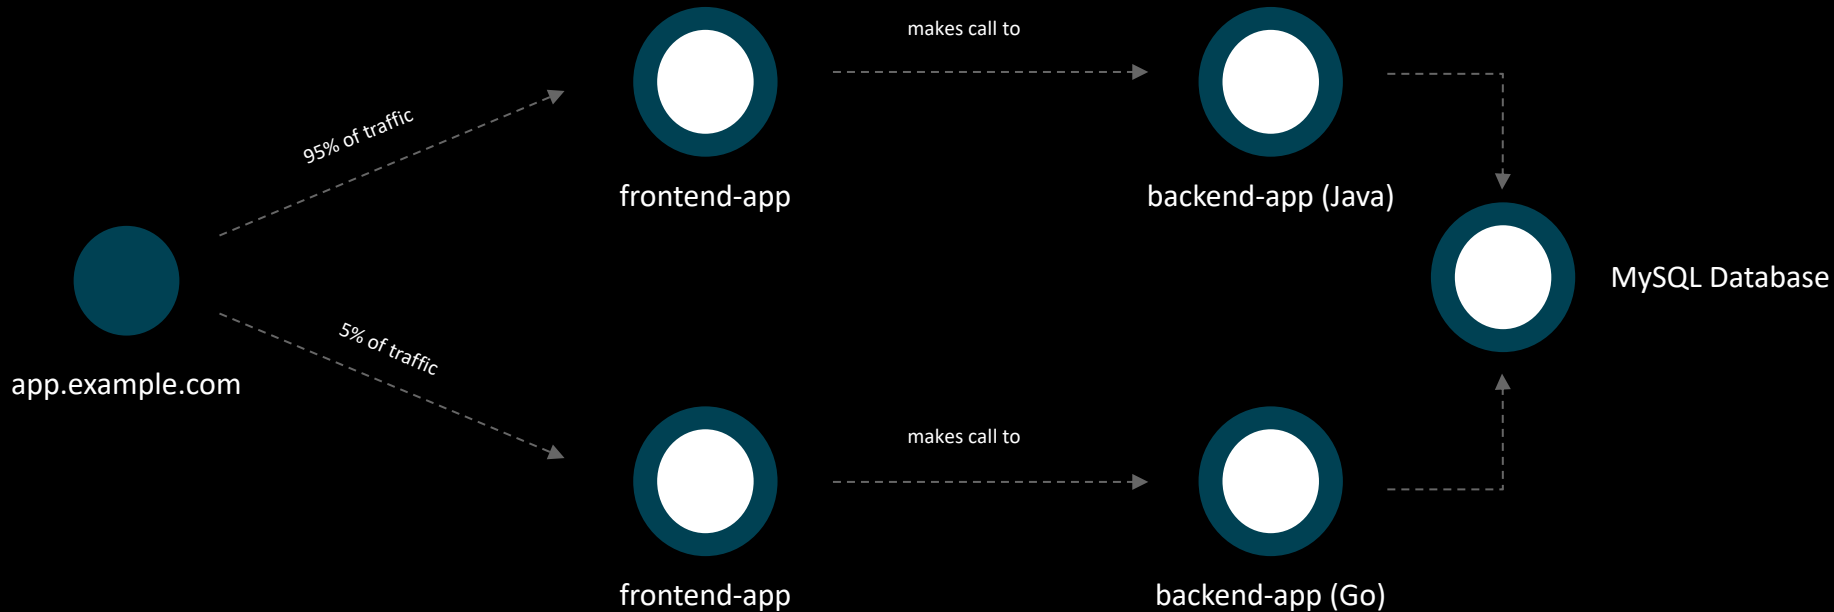 makes call to
95% of traffic
frontend-app
backend-app (Java)
MySQL Database
5% of traffic
app.example.com
makes call to
frontend-app
backend-app (Go)